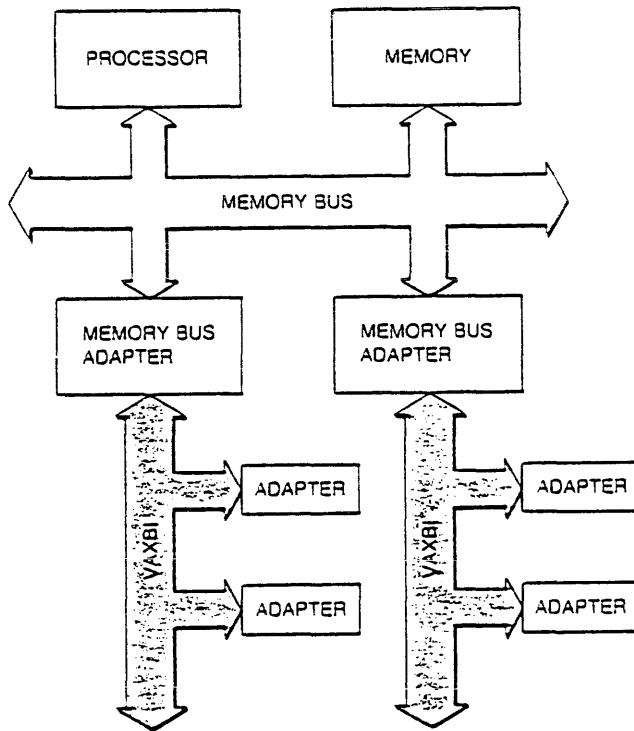 PROCESSOR
MEMORY
MEMORY BUS
MEMORY BUS
ADAPTER
MEMORY BUS
ADAPTER
VAXBI
ADAPTER
ADAPTER
VAXBI
ADAPTER
ADAPTER